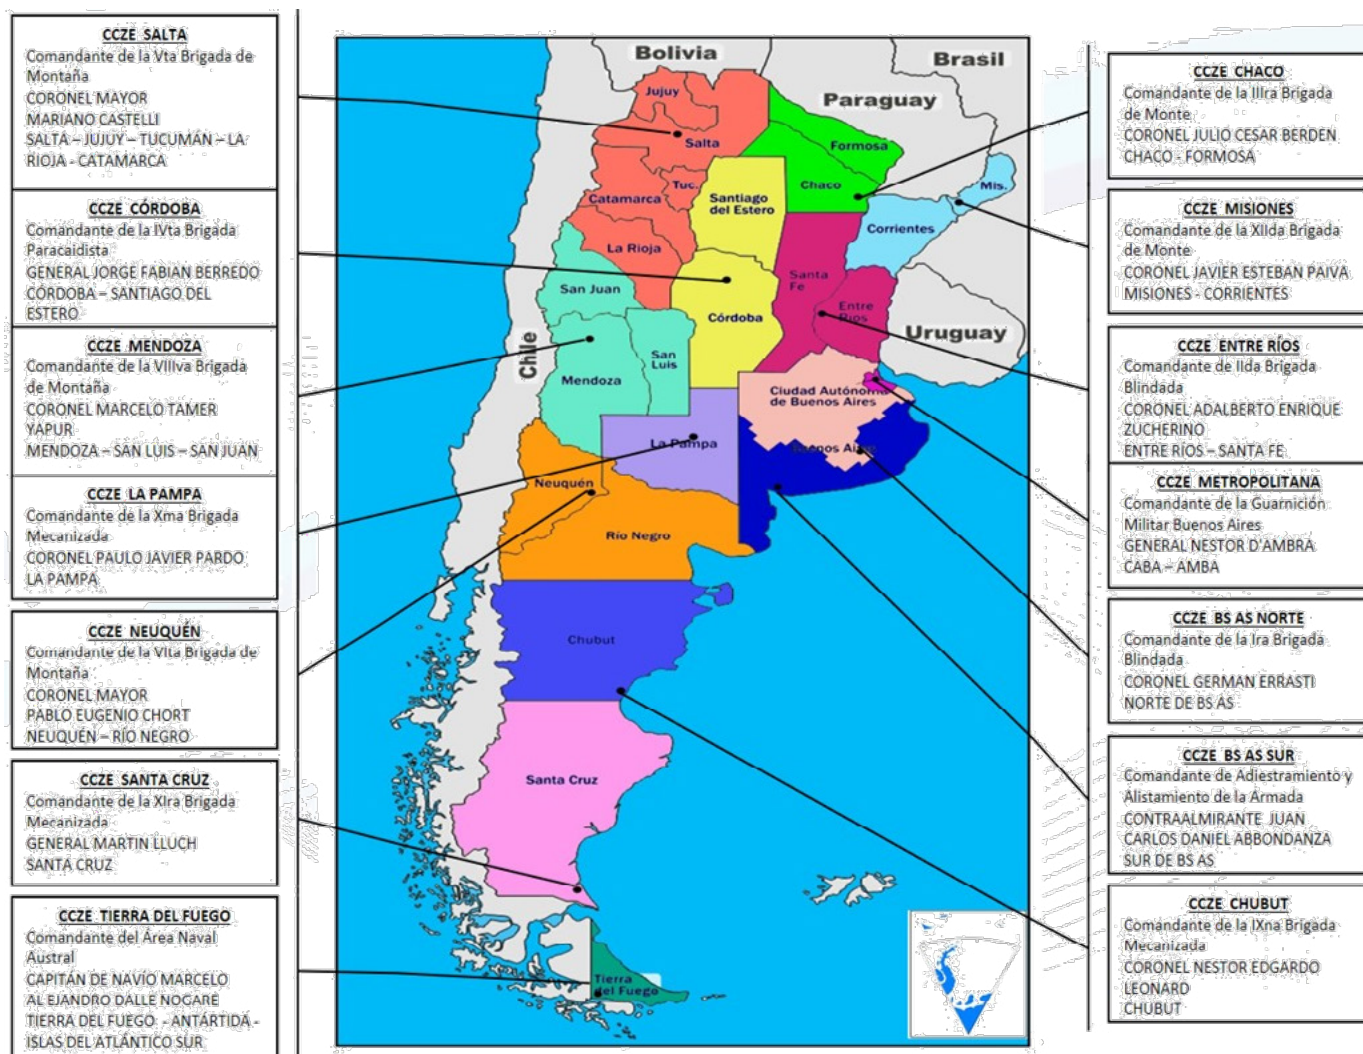 CCZE SALTA
Comandante de la Vta Brigada de
Montaña
CORONEL MAYOR
MARIANO CASTELLI
SALTA – JUJUY – TUCUMÁN – LA
RIOJA - CATAMARCA
CCZE CÓRDOBA
Comandante de la IVta Brigada
Paracaidista
GENERAL JORGE FABIAN BERREDO
CÓRDOBA – SANTIAGO DEL
ESTERO
CCZE MENDOZA
Comandante de la VIIIva Brigada
de Montaña
CORONEL MARCELO TAMER
YAPUR
MENDOZA – SAN LUIS – SAN JUAN
CCZE LA PAMPA
Comandante de la Xma Brigada
Mecanizada
CORONEL PAULO JAVIER PARDO
LA PAMPA
CCZE NEUQUÉN
Comandante de la VIta Brigada de
Montaña
CORONEL MAYOR
PABLO EUGENIO CHORT
NEUQUÉN – RÍO NEGRO
CCZE SANTA CRUZ
Comandante de la XIra Brigada
Mecanizada
GENERAL MARTIN LLUCH
SANTA CRUZ
CCZE TIERRA DEL FUEGO
Comandante del Área Naval
Austral
CAPITÁN DE NAVÍO MARCELO
ALEJANDRO DALLE NOGARE
TIERRA DEL FUEGO - ANTÁRTIDA -
ISLAS DEL ATLÁNTICO SUR
Bolivia
Brasil
Paraguay
Uruguay
Chile
Jujuy
Salta
Formosa
Chaco
Mis.
Tuc.
Catamarca
Santiago
del Estero
Corrientes
La Rioja
San Juan
Santa
Fe
Entre
Ríos
Córdoba
San
Luis
Mendoza
Ciudad Autónoma
de Buenos Aires
La Pampa
Buenos Aires
Neuquén
Río Negro
Chubut
Santa Cruz
Tierra
del Fuego
CCZE CHACO
Comandante de la IIIra Brigada
de Monte
CORONEL JULIO CESAR BERDEN
CHACO - FORMOSA
CCZE MISIONES
Comandante de la XIIda Brigada
de Monte
CORONEL JAVIER ESTEBAN PAIVA
MISIONES - CORRIENTES
CCZE ENTRE RÍOS
Comandante de IIda Brigada
Blindada
CORONEL ADALBERTO ENRIQUE
ZUCHERINO
ENTRE RÍOS – SANTA FE
CCZE METROPOLITANA
Comandante de la Guarnición
Militar Buenos Aires
GENERAL NESTOR D'AMBRA
CABA – AMBA
CCZE BS AS NORTE
Comandante de la Ira Brigada
Blindada
CORONEL GERMAN ERRASTI
NORTE DE BS AS
CCZE BS AS SUR
Comandante de Adiestramiento y
Alistamiento de la Armada
CONTRAALMIRANTE JUAN
CARLOS DANIEL ABBONDANZA
SUR DE BS AS
CCZE CHUBUT
Comandante de la IXna Brigada
Mecanizada
CORONEL NESTOR EDGARDO
LEONARD
CHUBUT